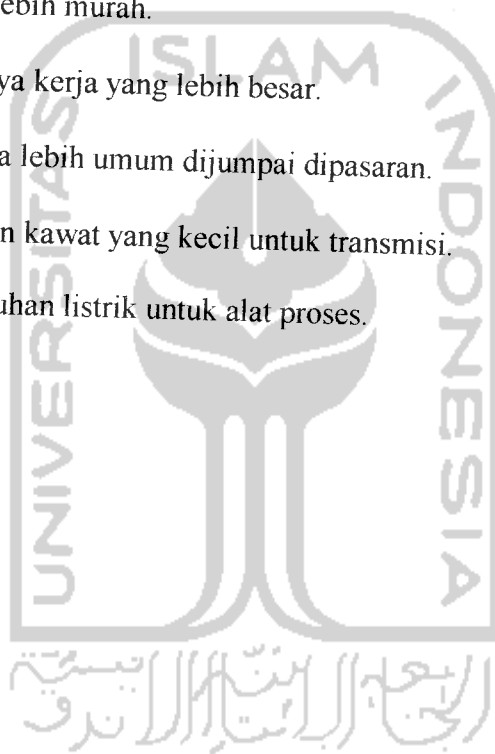 ebih murah.
ISLAM
ya kerja yang lebih besar.
a lebih umum dijumpai dipasaran.
n kawat yang kecil untuk transmisi.
uhan listrik untuk alat proses.
UNIVERSITAS
INDONESIA